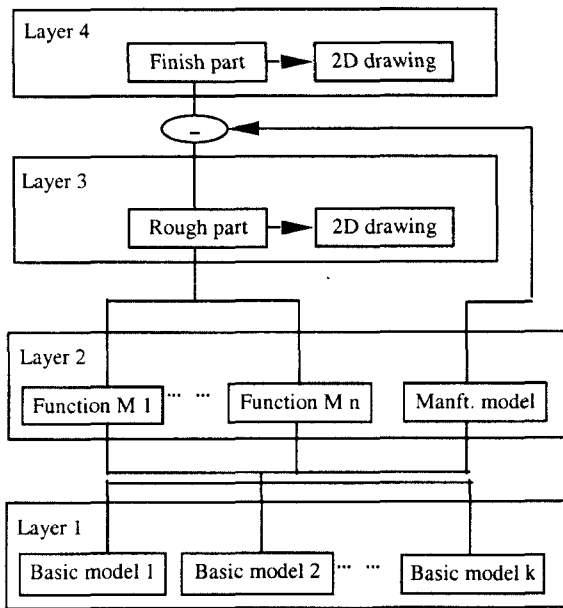 Layer 4
Finish part
2D drawing
-
Layer 3
Rough part
2D drawing
Layer 2
Function M 1
... ...
Function M n
Manft. model
Layer 1
Basic model 1
Basic model 2
... ...
Basic model k